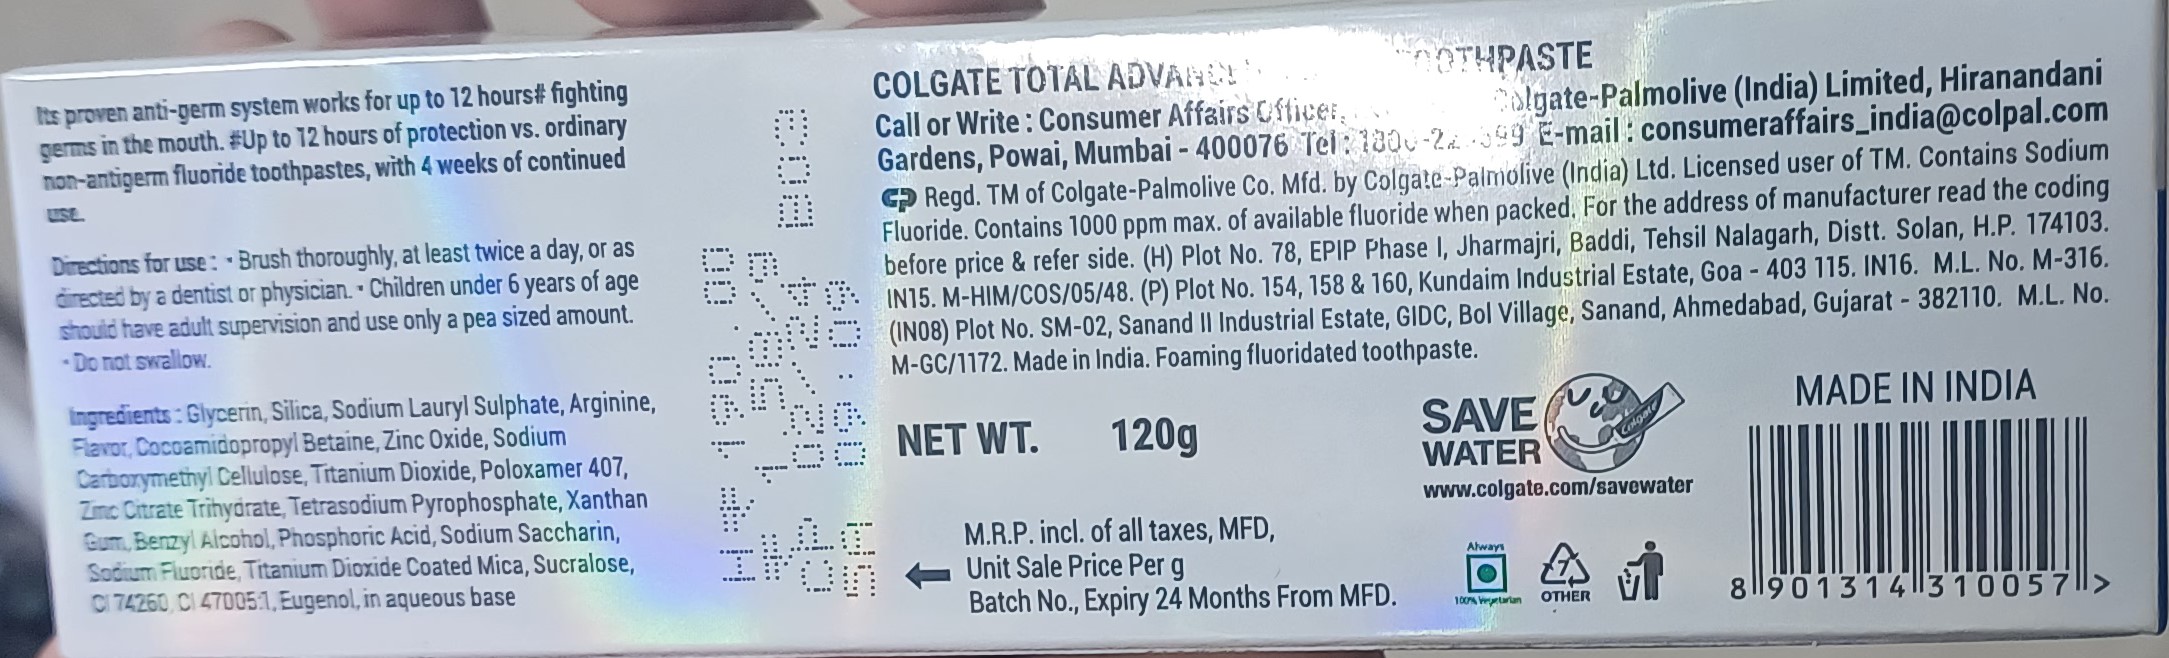 Its proven anti-germ system works for up to 12 hours# fighting
germs in the mouth. #Up to 12 hours of protection vs. ordinary
non-antigerm fluoride toothpastes, with 4 weeks of continued
use.
Directions for use : • Brush thoroughly, at least twice a day, or as
directed by a dentist or physician. • Children under 6 years of age
should have adult supervision and use only a pea sized amount.
• Do not swallow.
Ingredients : Glycerin, Silica, Sodium Lauryl Sulphate, Arginine,
Flavor, Cocoamidopropyl Betaine, Zinc Oxide, Sodium
Carboxymethyl Cellulose, Titanium Dioxide, Poloxamer 407,
Zinc Citrate Trihydrate, Tetrasodium Pyrophosphate, Xanthan
Gum, Benzyl Alcohol, Phosphoric Acid, Sodium Saccharin,
Sodium Fluoride, Titanium Dioxide Coated Mica, Sucralose,
CI 74260, CI 47005:1, Eugenol, in aqueous base
COLGATE TOTAL TOOTHPASTE
Call or Write : Consumer Affairs Officer, Colgate-Palmolive (India) Limited, Hiranandani
Gardens, Powai, Mumbai - 400076 Tel : E-mail : consumeraffairs_india@colpal.com
CP Regd. TM of Colgate-Palmolive Co. Mfd. by Colgate-Palmolive (India) Ltd. Licensed user of TM. Contains Sodium
Fluoride. Contains 1000 ppm max. of available fluoride when packed. For the address of manufacturer read the coding
before price & refer side. (H) Plot No. 78, EPIP Phase I, Jharmajri, Baddi, Tehsil Nalagarh, Distt. Solan, H.P. 174103.
IN15. M-HIM/COS/05/48. (P) Plot No. 154, 158 & 160, Kundaim Industrial Estate, Goa - 403 115. IN16. M.L. No. M-316.
(IN08) Plot No. SM-02, Sanand II Industrial Estate, GIDC, Bol Village, Sanand, Ahmedabad, Gujarat - 382110. M.L. No.
M-GC/1172. Made in India. Foaming fluoridated toothpaste.
NET WT. 120g
SAVE
WATER
Colgate
www.colgate.com/savewater
MADE IN INDIA
M.R.P. incl. of all taxes, MFD,
Unit Sale Price Per g
Batch No., Expiry 24 Months From MFD.
Always
100% Vegetarian
7
OTHER
8 901314 310057 >